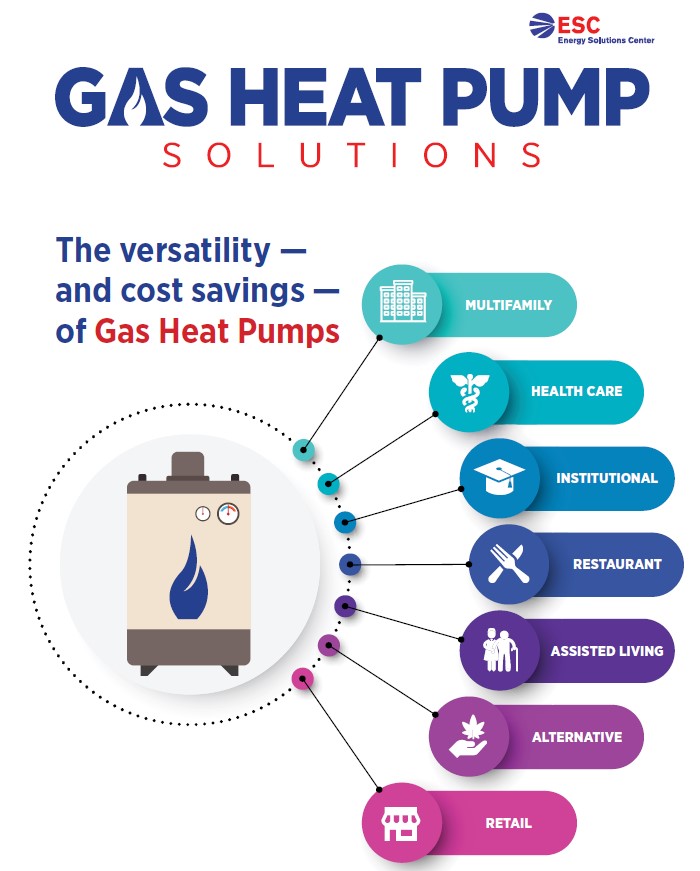 ESC
Energy Solutions Center
GAS HEAT PUMP
SOLUTIONS
The versatility —
and cost savings —
of Gas Heat Pumps
MULTIFAMILY
HEALTH CARE
INSTITUTIONAL
RESTAURANT
ASSISTED LIVING
ALTERNATIVE
RETAIL